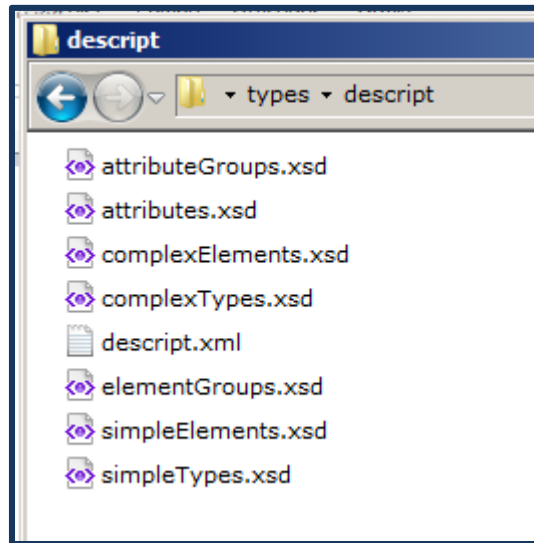 descript
types descript
attributeGroups.xsd
attributes.xsd
complexElements.xsd
complexTypes.xsd
descript.xml
elementGroups.xsd
simpleElements.xsd
simpleTypes.xsd